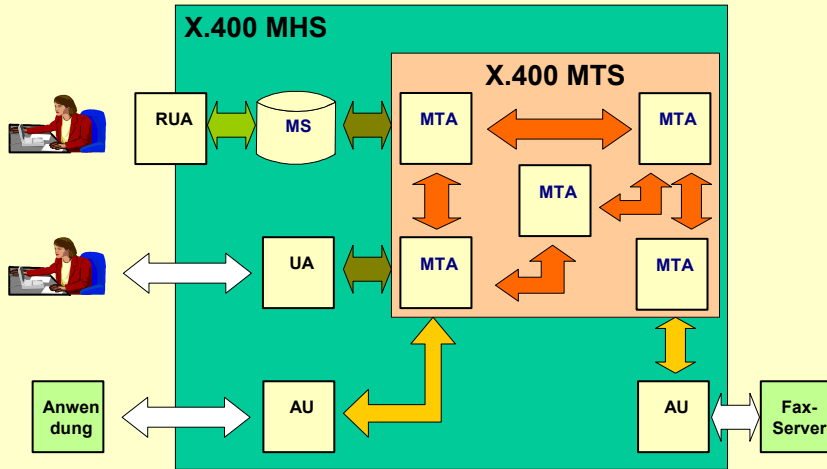 X.400 MHS
X.400 MTS
RUA
MS
MTA
MTA
MTA
UA
MTA
MTA
Anwen
dung
AU
AU
Fax-
Server